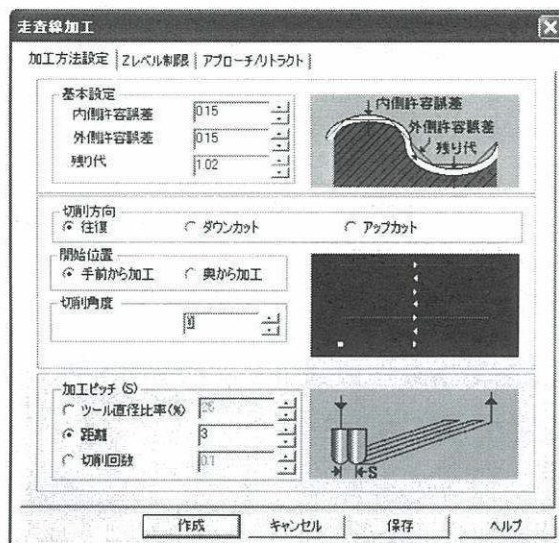 走査線加工
加工方法設定 Zレベル制限 アプローチ/リトラクト
基本設定
内側許容誤差 0.15
外側許容誤差 0.15
残り代 1.02
内側許容誤差
外側許容誤差
残り代
切削方向
往復 ダウンカット アップカット
開始位置
手前から加工 奥から加工
切削角度
加工ピッチ (S)
ツール直径比率(%) 25
距離 3
切削回数 0.1
S
作成 キャンセル 保存 ヘルプ